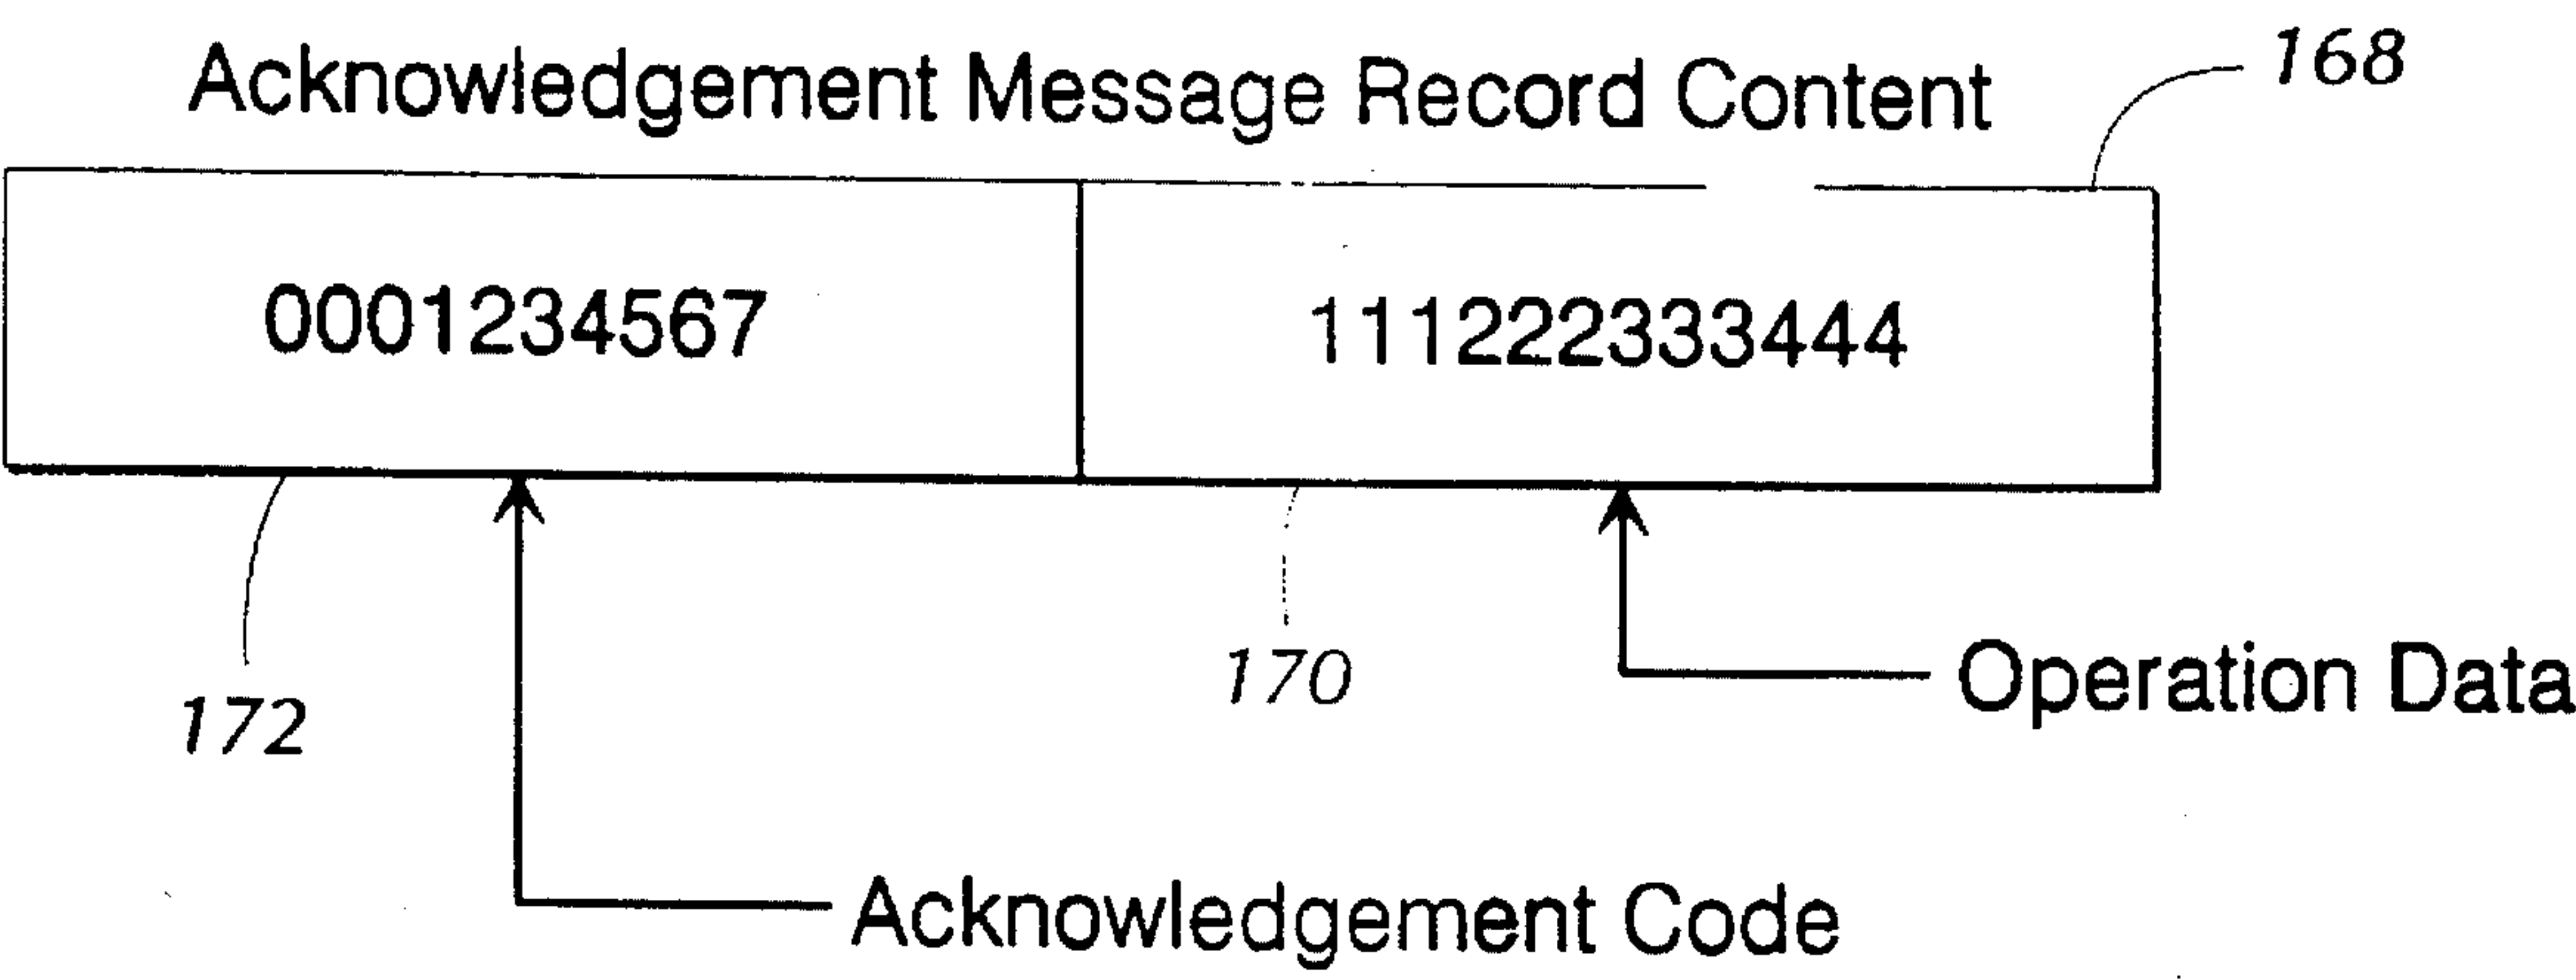 Acknowledgement Message Record Content
168
0001234567
111222333444
172
170
Operation Data
Acknowledgement Code